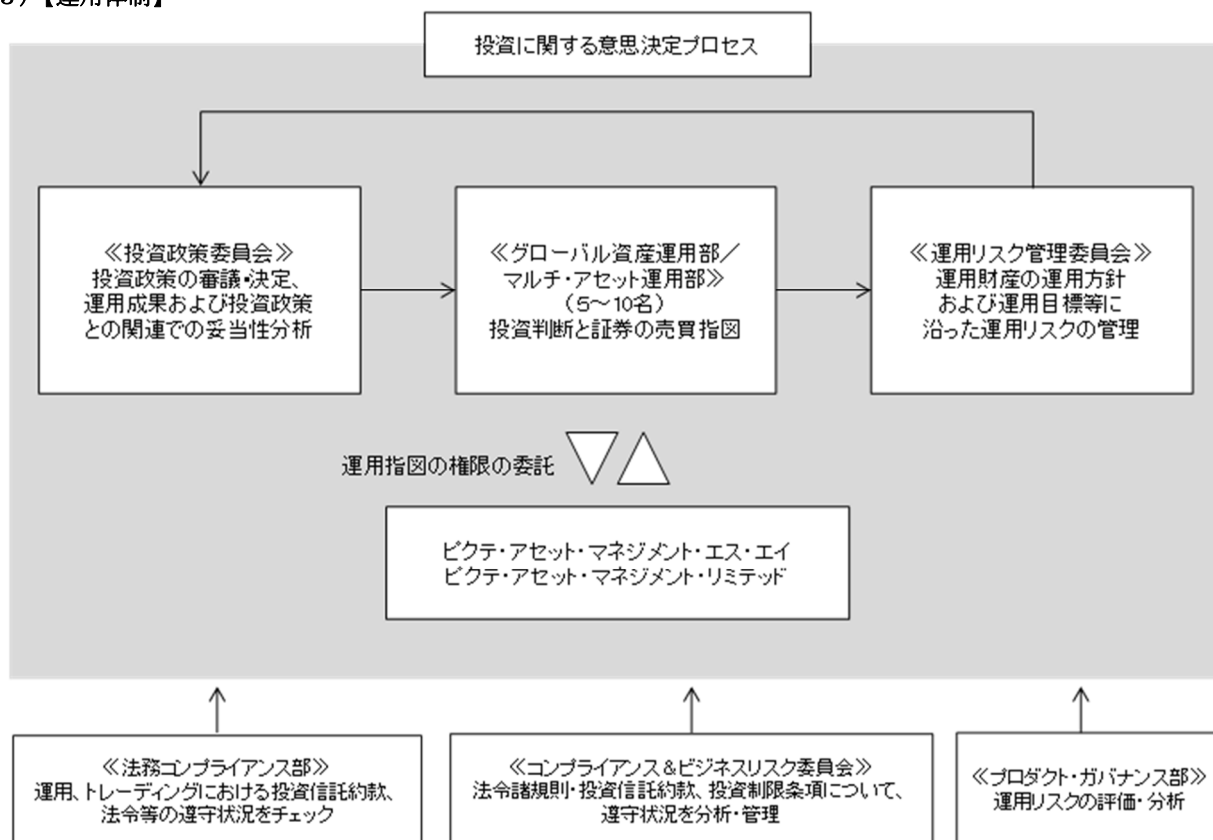 【運用体制】
投資に関する意思決定プロセス
≪投資政策委員会≫
投資政策の審議・決定、
運用成果および投資政策
との関連での妥当性分析
≪グローバル資産運用部／
マルチ・アセット運用部≫
（5～10名）
投資判断と証券の売買指図
≪運用リスク管理委員会≫
運用財産の運用方針
および運用目標等に
沿った運用リスクの管理
運用指図の権限の委託
ピクテ・アセット・マネジメント・エス・エイ
ピクテ・アセット・マネジメント・リミテッド
≪法務コンプライアンス部≫
運用、トレーディングにおける投資信託約款、
法令等の遵守状況をチェック
≪コンプライアンス＆ビジネスリスク委員会≫
法令諸規則・投資信託約款、投資制限条項について、
遵守状況を分析・管理
≪プロダクト・ガバナンス部≫
運用リスクの評価・分析